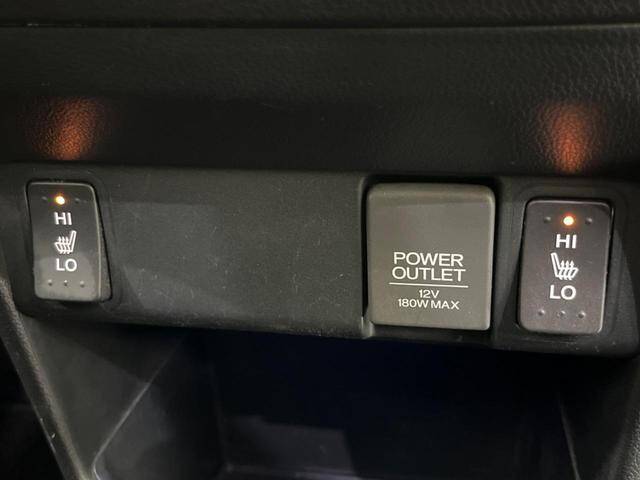 HI
LO
POWER
OUTLET
12V
180W MAX
HI
LO